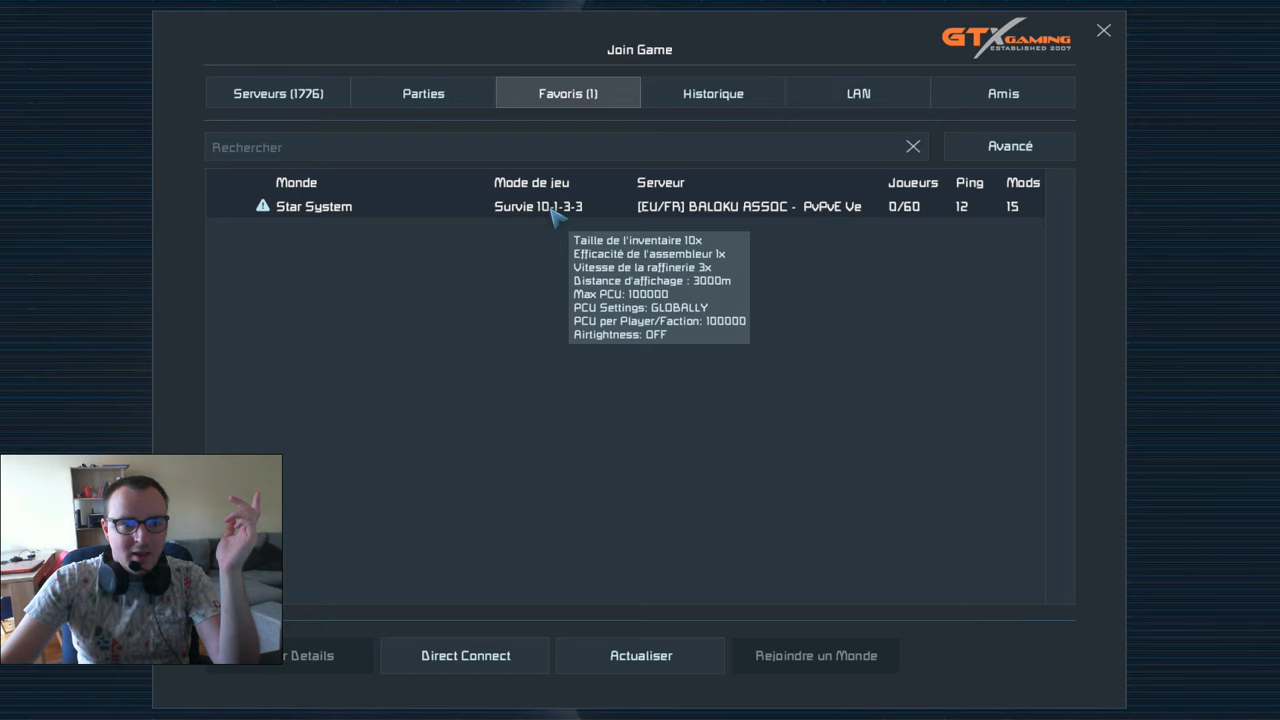 Join Game
GTXGAMING
ESTABLISHED 2007
Serveurs (1776)
Parties
Favoris (1)
Historique
LAN
Amis
Rechercher
Avancé
Monde
Mode de jeu
Serveur
Joueurs
Ping
Mods
Star System
Survie 10-1-3-3
[EU/FR] BALOKU ASSOC - PvPvE Ve
0/60
12
15
Taille de l'inventaire 10x
Efficacité de l'assembleur 1x
Vitesse de la raffinerie 3x
Distance d'affichage : 3000m
Max PCU: 100000
PCU Settings: GLOBALLY
PCU per Player/Faction: 100000
Airtightness: OFF
Details
Direct Connect
Actualiser
Rejoindre un Monde